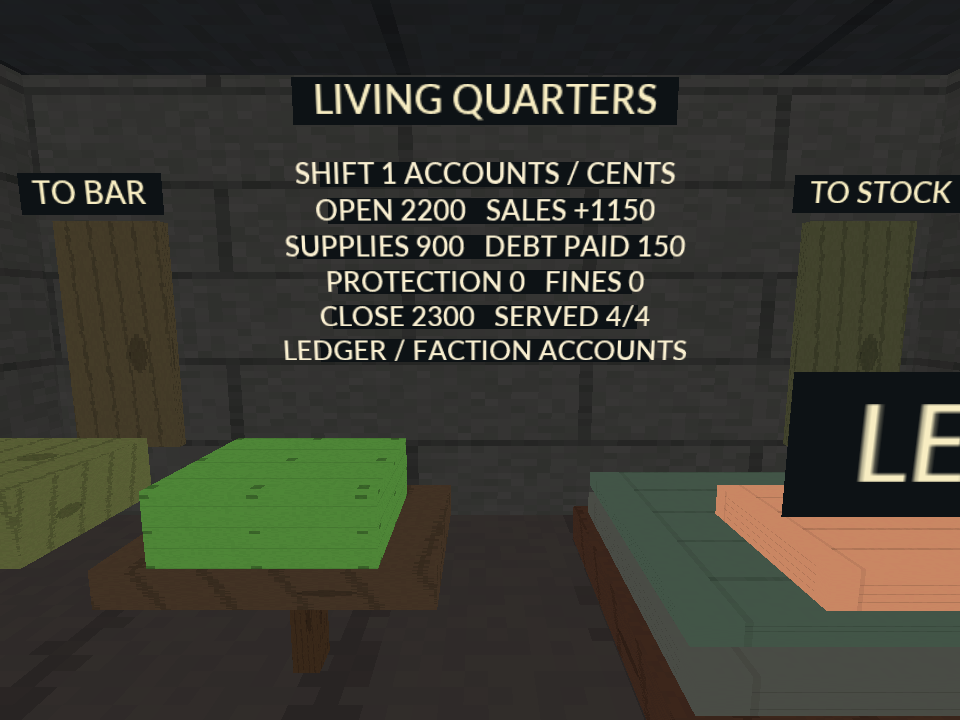 LIVING QUARTERS
SHIFT 1 ACCOUNTS / CENTS
TO BAR
TO STOCK
OPEN 2200 SALES +1150
SUPPLIES 900 DEBT PAID 150
PROTECTION 0 FINES 0
CLOSE 2300 SERVED 4/4
LEDGER / FACTION ACCOUNTS